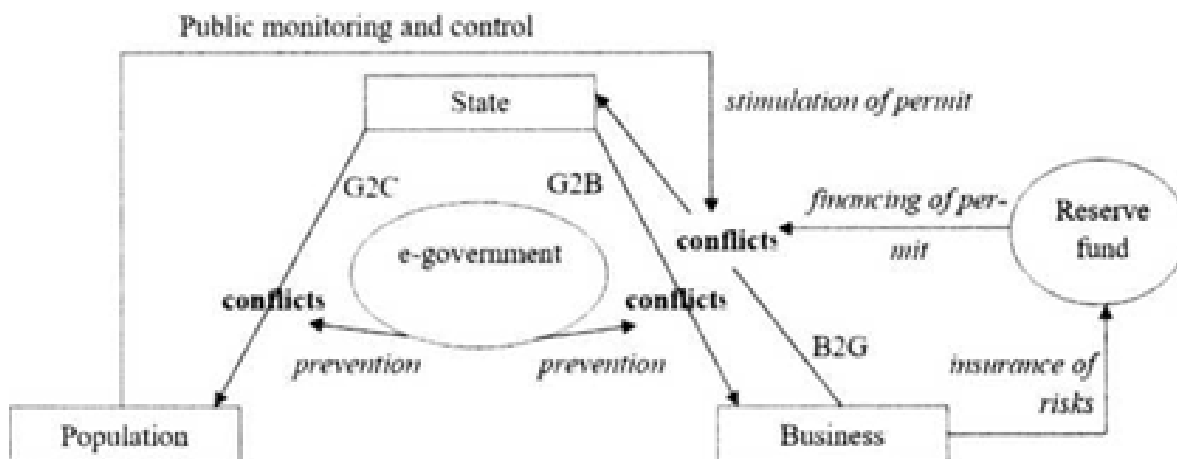 Public monitoring and control
State
stimulation of permit
G2C
G2B
financing of per-
mit
Reserve
fund
conflicts
e-government
conflicts
conflicts
prevention
prevention
B2G
insurance of
risks
Population
Business